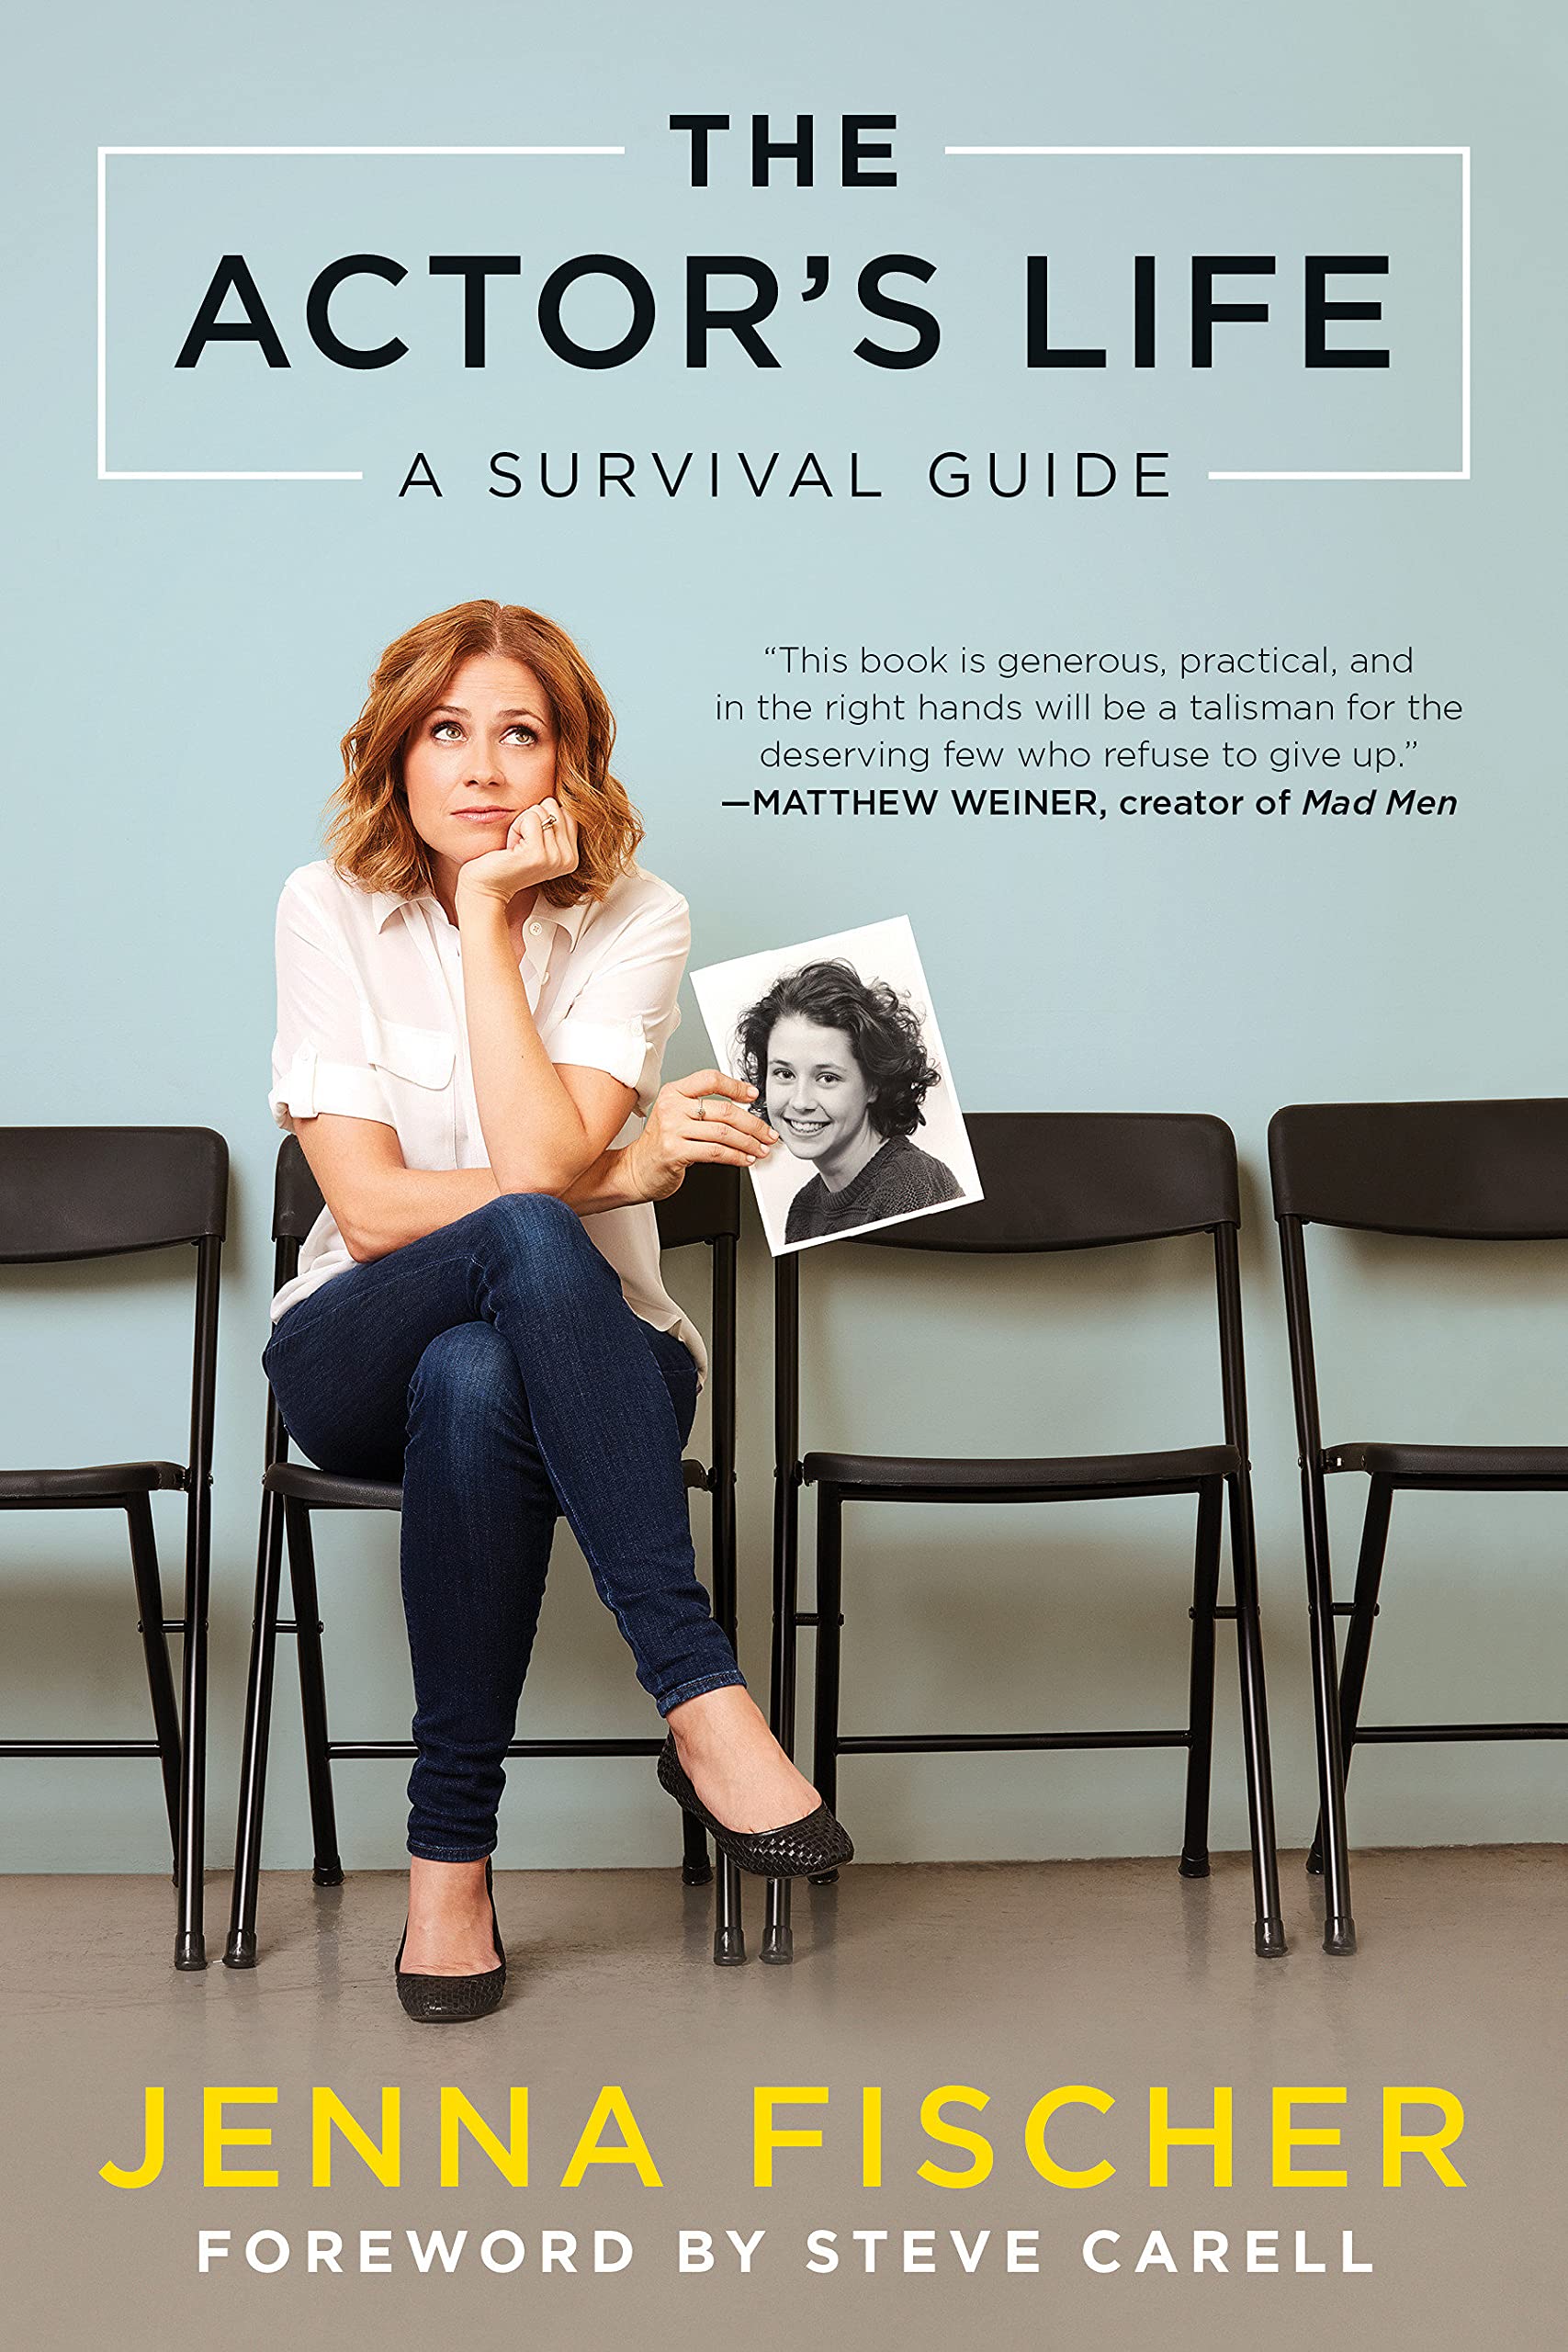 THE
ACTOR’S LIFE
A SURVIVAL GUIDE
“This book is generous, practical, and
in the right hands will be a talisman for the
deserving few who refuse to give up.”
—MATTHEW WEINER, creator of Mad Men
JENNA FISCHER
FOREWORD BY STEVE CARELL